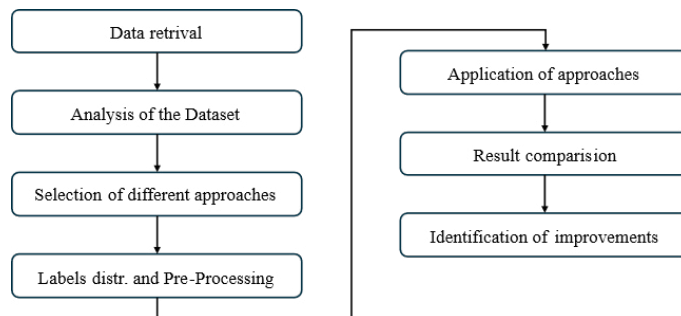 Data retrival
Analysis of the Dataset
Selection of different approaches
Labels distr. and Pre-Processing
Application of approaches
Result comparision
Identification of improvements